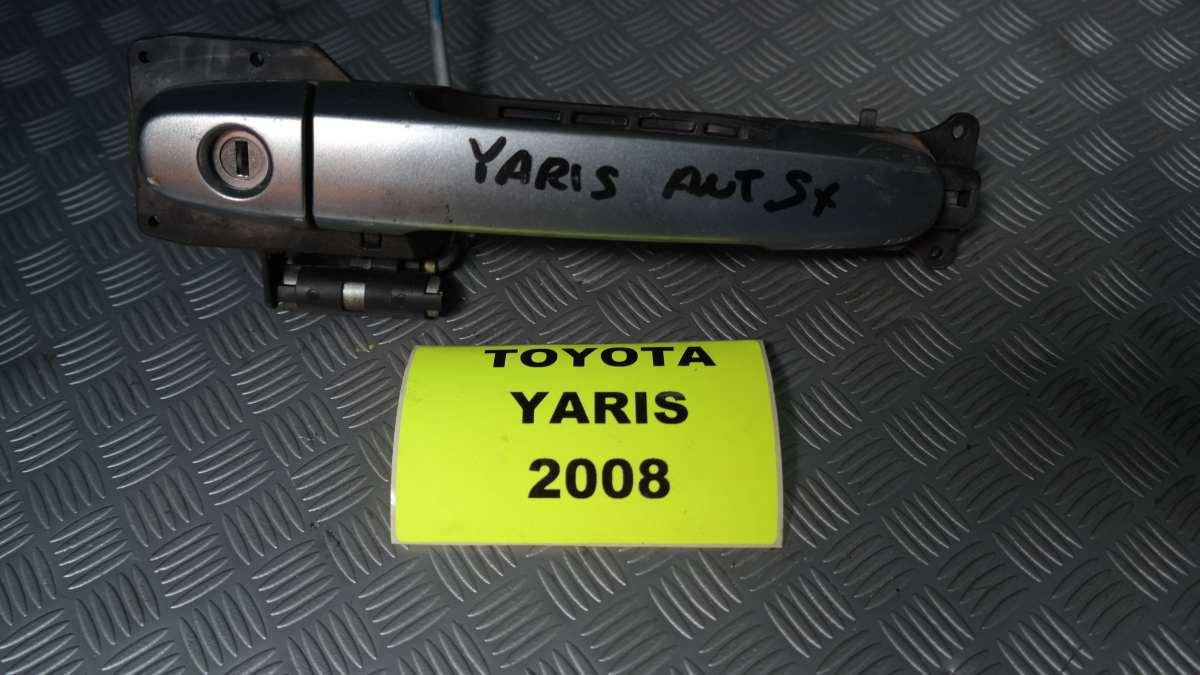 YARIS ANT SX
TOYOTA
YARIS
2008